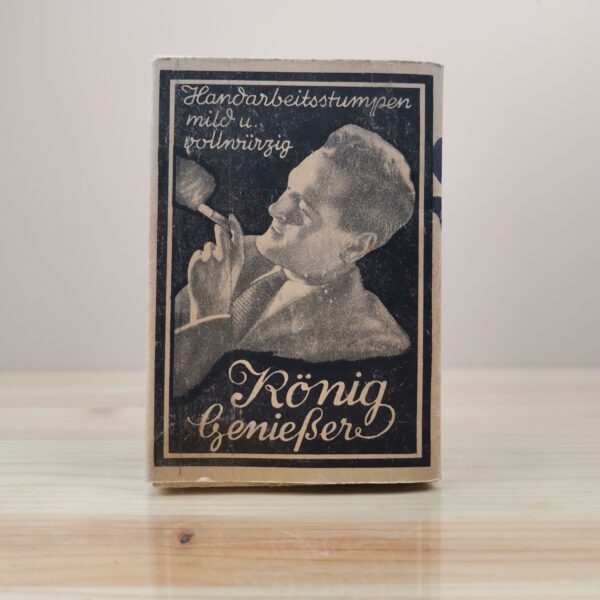 Handarbeitsstumpen
mild u.
vollwürzig
König
Genießer